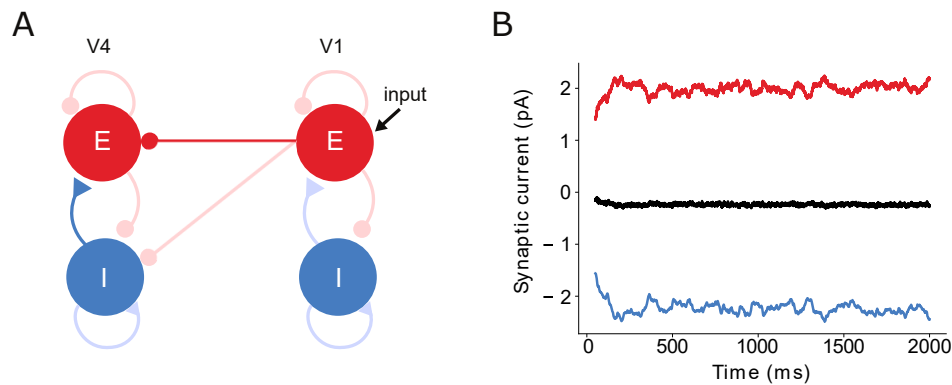 A
V4
V1
input
E
E
I
I
B
Synaptic current (pA)
2
1
0
− 1
− 2
0
500
1000
1500
2000
Time (ms)